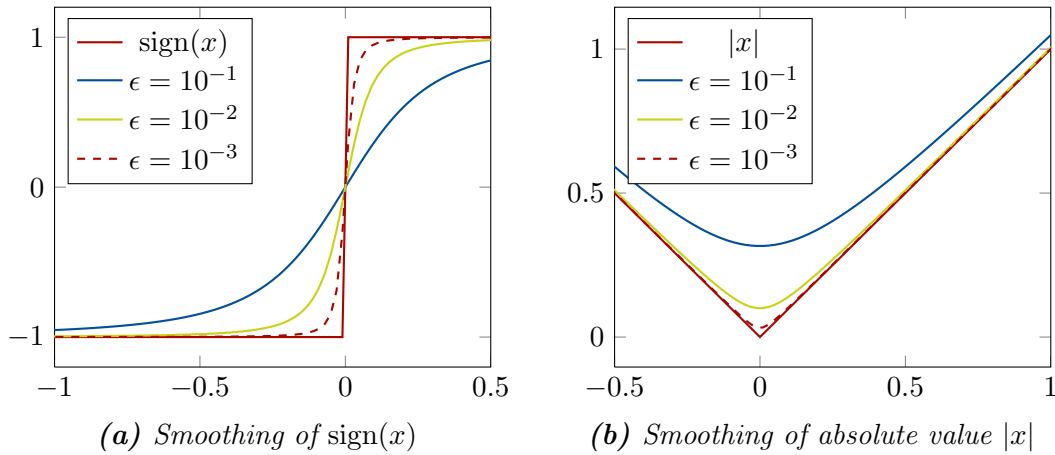 sign(x)
ϵ = 10⁻¹
ϵ = 10⁻²
ϵ = 10⁻³
1
0
−1
−1
−0.5
0
0.5
(a) Smoothing of sign(x)
|x|
ϵ = 10⁻¹
ϵ = 10⁻²
ϵ = 10⁻³
1
0.5
0
−0.5
0
0.5
1
(b) Smoothing of absolute value |x|